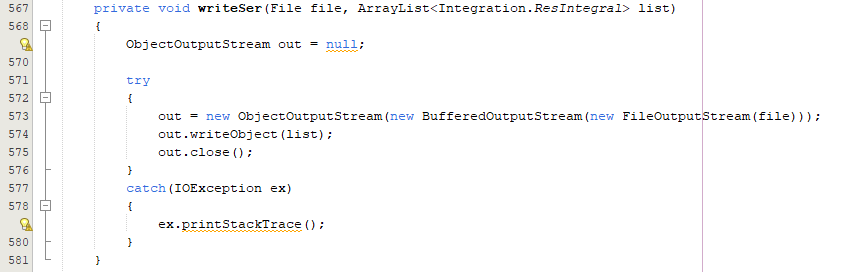 567 private void writeSer(File file, ArrayList<Integration.ResIntegral> list)
568 {
ObjectOutputStream out = null;
570
571 try
572 {
573 out = new ObjectOutputStream(new BufferedOutputStream(new FileOutputStream(file)));
574 out.writeObject(list);
575 out.close();
576 }
577 catch(IOException ex)
578 {
ex.printStackTrace();
580 }
581 }